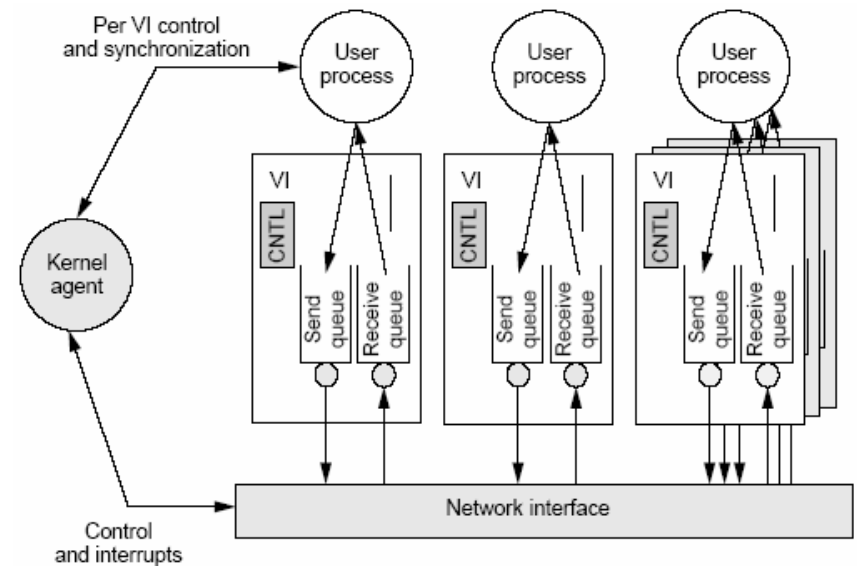 Per VI control
and synchronization
User
process
User
process
User
process
VI
VI
VI
CNTL
CNTL
CNTL
Kernel
agent
Send
queue
Receive
queue
Send
queue
Receive
queue
Send
queue
Receive
queue
Network interface
Control
and interrupts